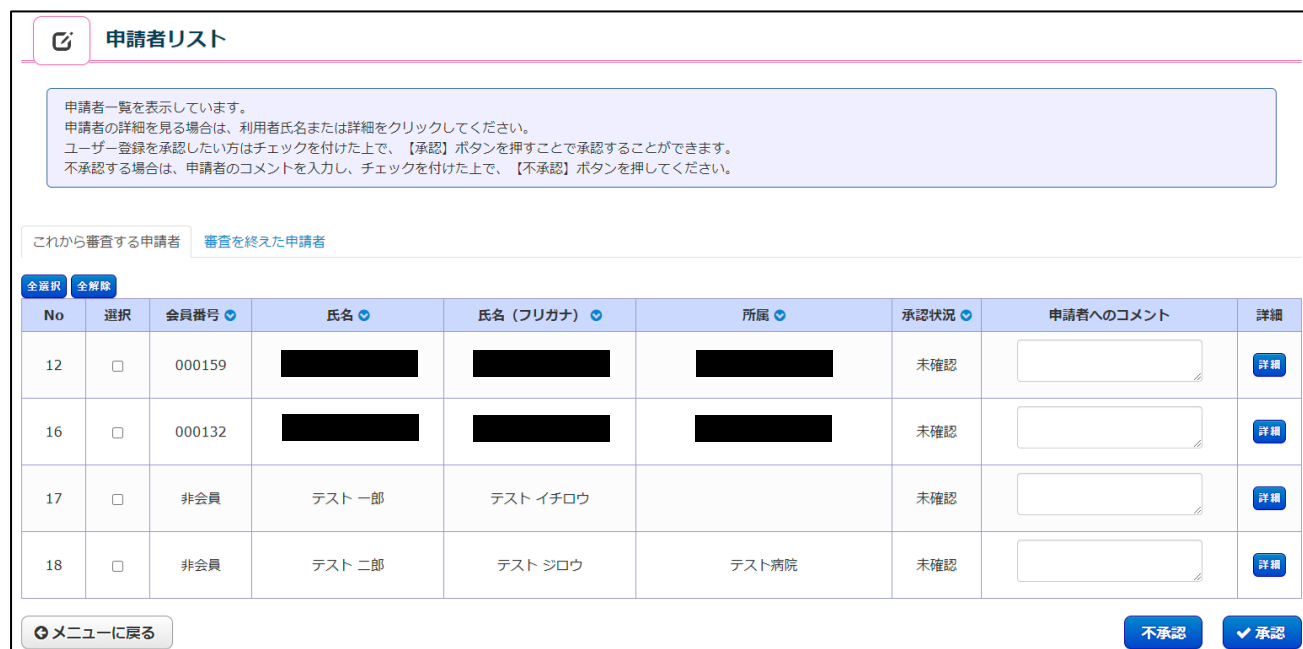 申請者リスト
申請者一覧を表示しています。
申請者の詳細を見る場合は、利用者氏名または詳細をクリックしてください。
ユーザー登録を承認したい方はチェックを付けた上で、【承認】ボタンを押すことで承認することができます。
不承認する場合は、申請者のコメントを入力し、チェックを付けた上で、【不承認】ボタンを押してください。
これから審査する申請者 審査を終えた申請者
全選択 全解除
No 選択 会員番号 氏名 氏名（フリガナ） 所属 承認状況 申請者へのコメント 詳細
12 000159 未確認 詳細
16 000132 未確認 詳細
17 非会員 テスト 一郎 テスト イチロウ 未確認 詳細
18 非会員 テスト 二郎 テスト ジロウ テスト病院 未確認 詳細
メニューに戻る 不承認 承認